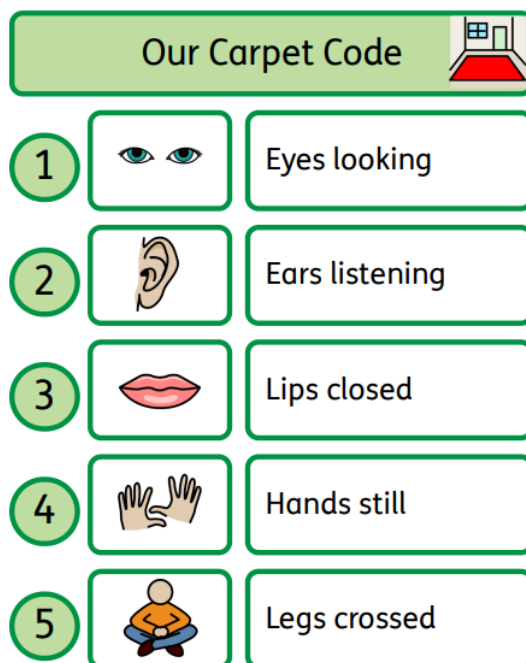 Our Carpet Code
1 Eyes looking
2 Ears listening
3 Lips closed
4 Hands still
5 Legs crossed